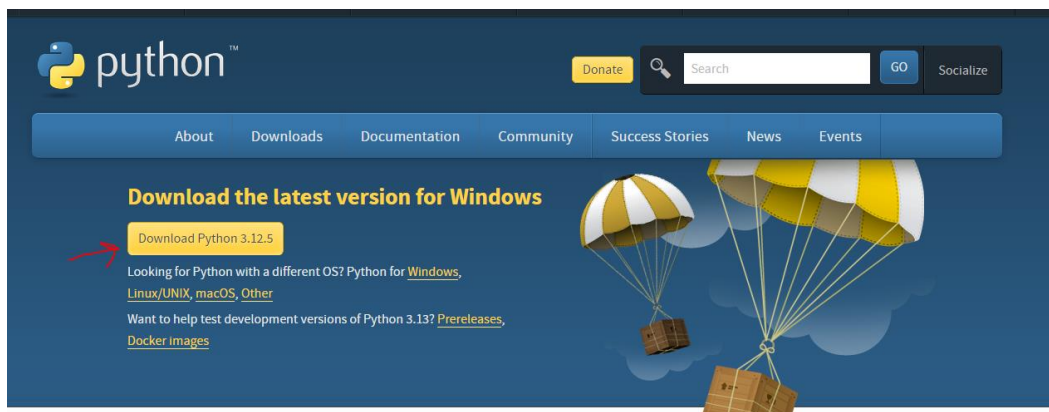 python™
Donate
Search
GO
Socialize
About Downloads Documentation Community Success Stories News Events
Download the latest version for Windows
Download Python 3.12.5
Looking for Python with a different OS? Python for Windows,
Linux/UNIX, macOS, Other
Want to help test development versions of Python 3.13? Prereleases,
Docker images